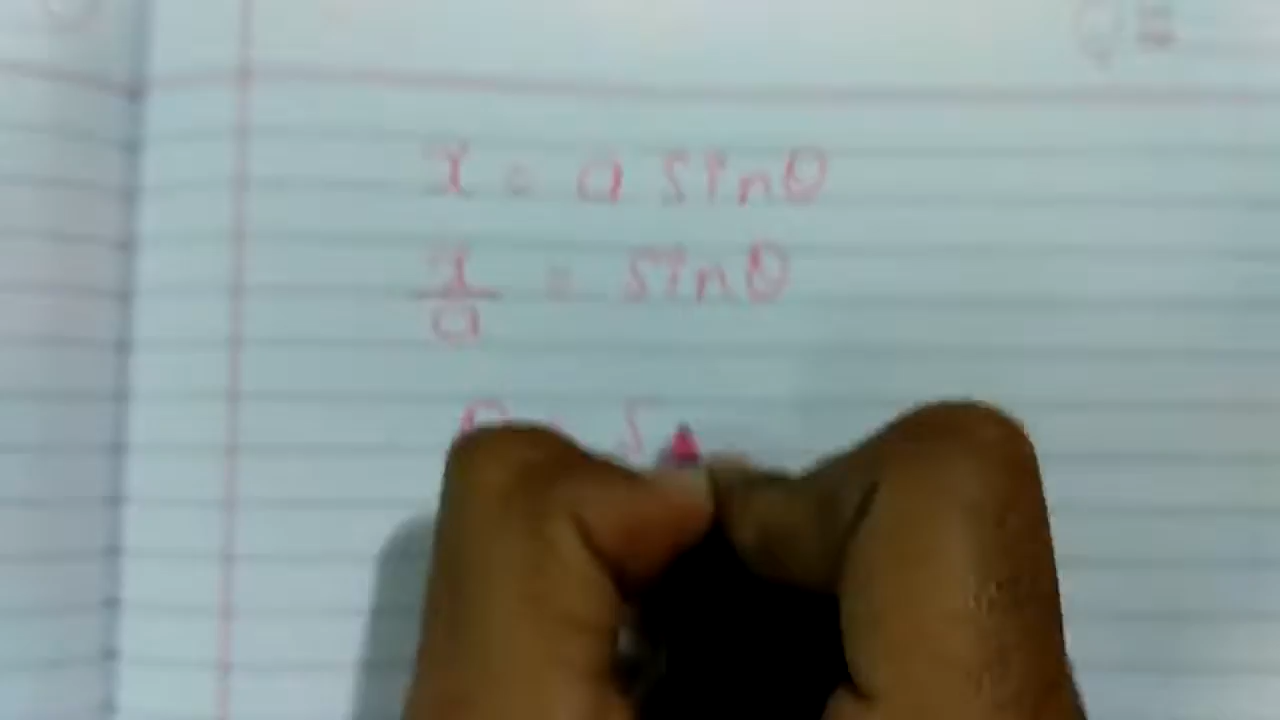 x = a sinθ
x/a = sinθ
θ = s